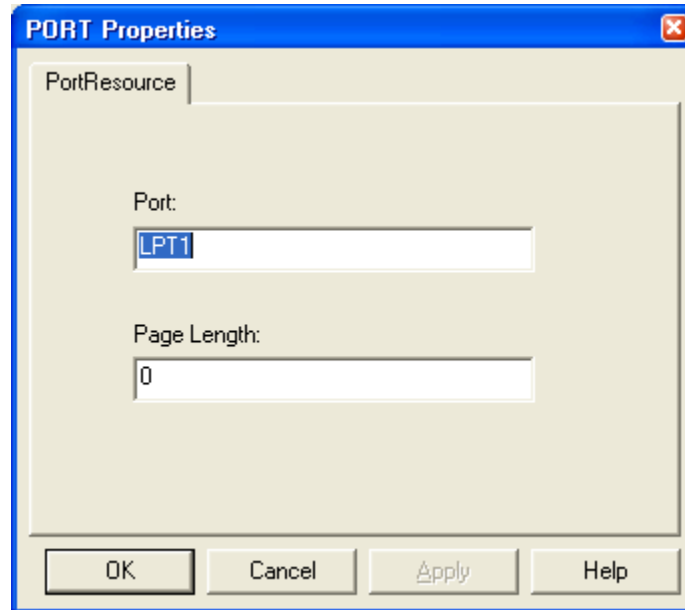 PORT Properties
PortResource
Port:
LPT1
Page Length:
0
OK Cancel Apply Help